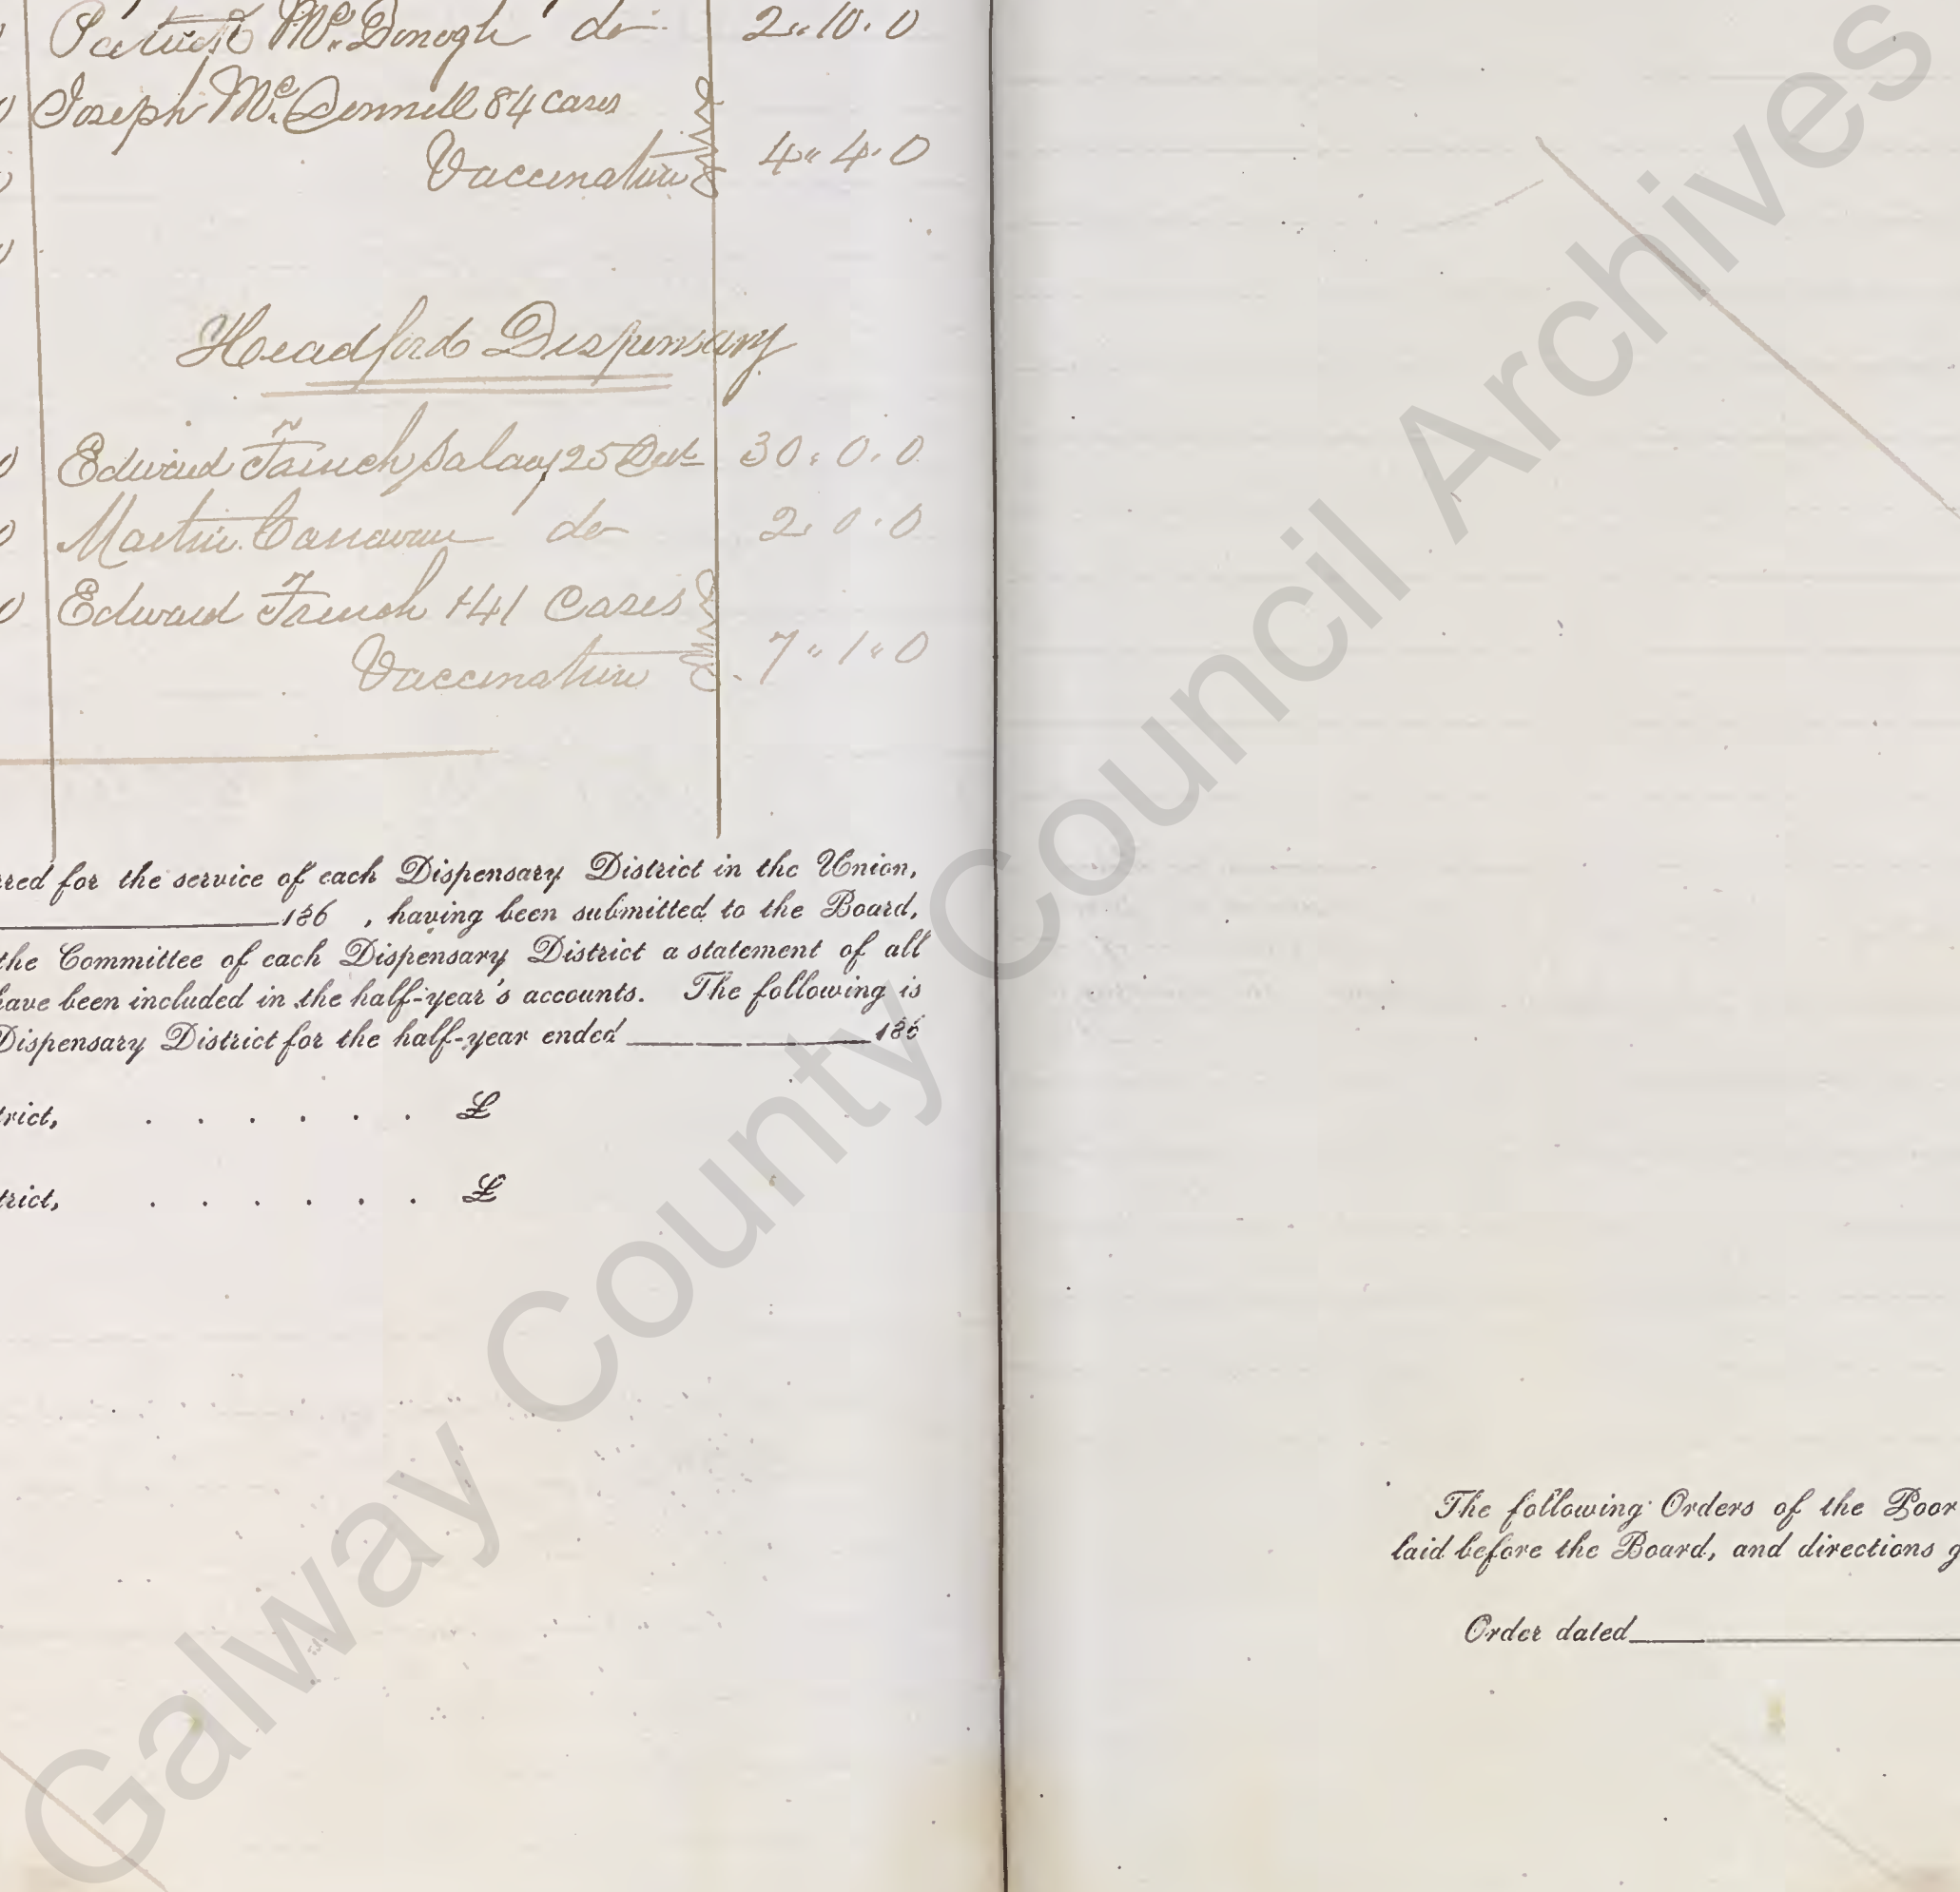 Patrick McDonogh do 2"10.0
Joseph McDonnell 84 cases
Vaccination 4"4.0
Headford Dispensary
Edward French Salary 25 30.0.0
Martin Canavan do 2.0.0
Edward French 141 Cases
Vaccination 7"1"0
rred for the service of each Dispensary District in the Union,
186 , having been submitted to the Board,
the Committee of each Dispensary District a statement of all
have been included in the half-year's accounts. The following is
Dispensary District for the half-year ended 186
trict, . . . . . . £
trict, . . . . . . £
The following Orders of the Poor
laid before the Board, and directions g
Order dated
Galway County Council Archives